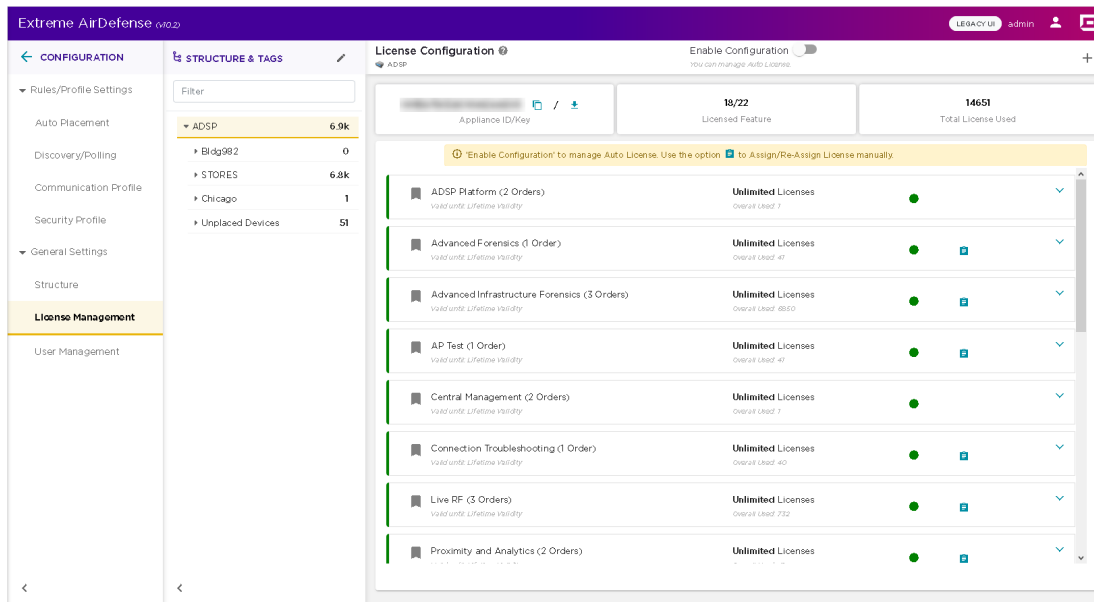 Extreme AirDefense (v10.2)
LEGACY UI admin
CONFIGURATION
Rules/Profile Settings
Auto Placement
Discovery/Polling
Communication Profile
Security Profile
General Settings
Structure
License Management
User Management
STRUCTURE & TAGS
Filter
ADSP 6.9k
Bldg982 0
STORES 6.8k
Chicago 1
Unplaced Devices 51
License Configuration
ADSP
Enable Configuration
You can manage Auto License.
/
Appliance ID/Key
18/22
Licensed Feature
14651
Total License Used
'Enable Configuration' to manage Auto License. Use the option to Assign/Re-Assign License manually.
ADSP Platform (2 Orders) Unlimited Licenses
Valid until: Lifetime Validity Overall Used: 1
Advanced Forensics (1 Order) Unlimited Licenses
Valid until: Lifetime Validity Overall Used: 47
Advanced Infrastructure Forensics (3 Orders) Unlimited Licenses
Valid until: Lifetime Validity Overall Used: 6850
AP Test (1 Order) Unlimited Licenses
Valid until: Lifetime Validity Overall Used: 41
Central Management (2 Orders) Unlimited Licenses
Valid until: Lifetime Validity Overall Used: 1
Connection Troubleshooting (1 Order) Unlimited Licenses
Valid until: Lifetime Validity Overall Used: 40
Live RF (3 Orders) Unlimited Licenses
Valid until: Lifetime Validity Overall Used: 732
Proximity and Analytics (2 Orders) Unlimited Licenses